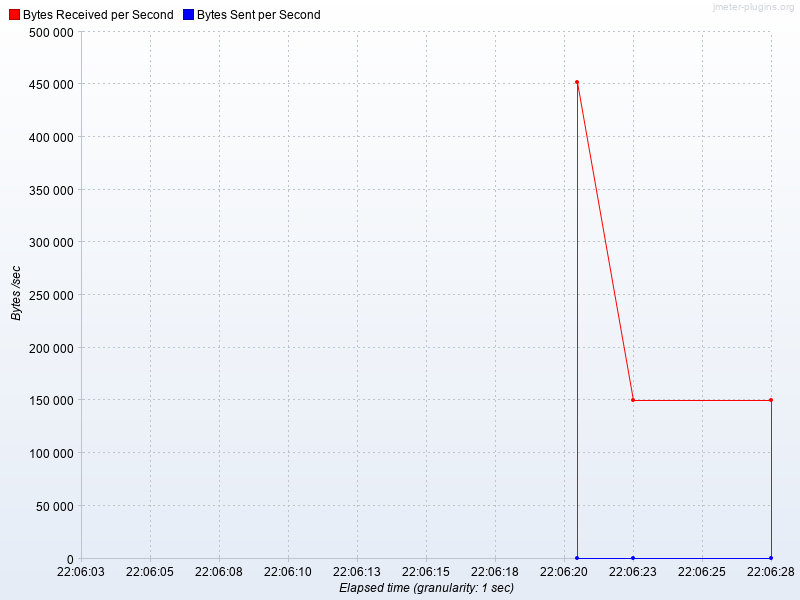 jmeter-plugins.org
Bytes Received per Second Bytes Sent per Second
500 000
450 000
400 000
350 000
300 000
250 000
200 000
150 000
100 000
50 000
0
Bytes /sec
22:06:03 22:06:05 22:06:08 22:06:10 22:06:13 22:06:15 22:06:18 22:06:20 22:06:23 22:06:25 22:06:28
Elapsed time (granularity: 1 sec)